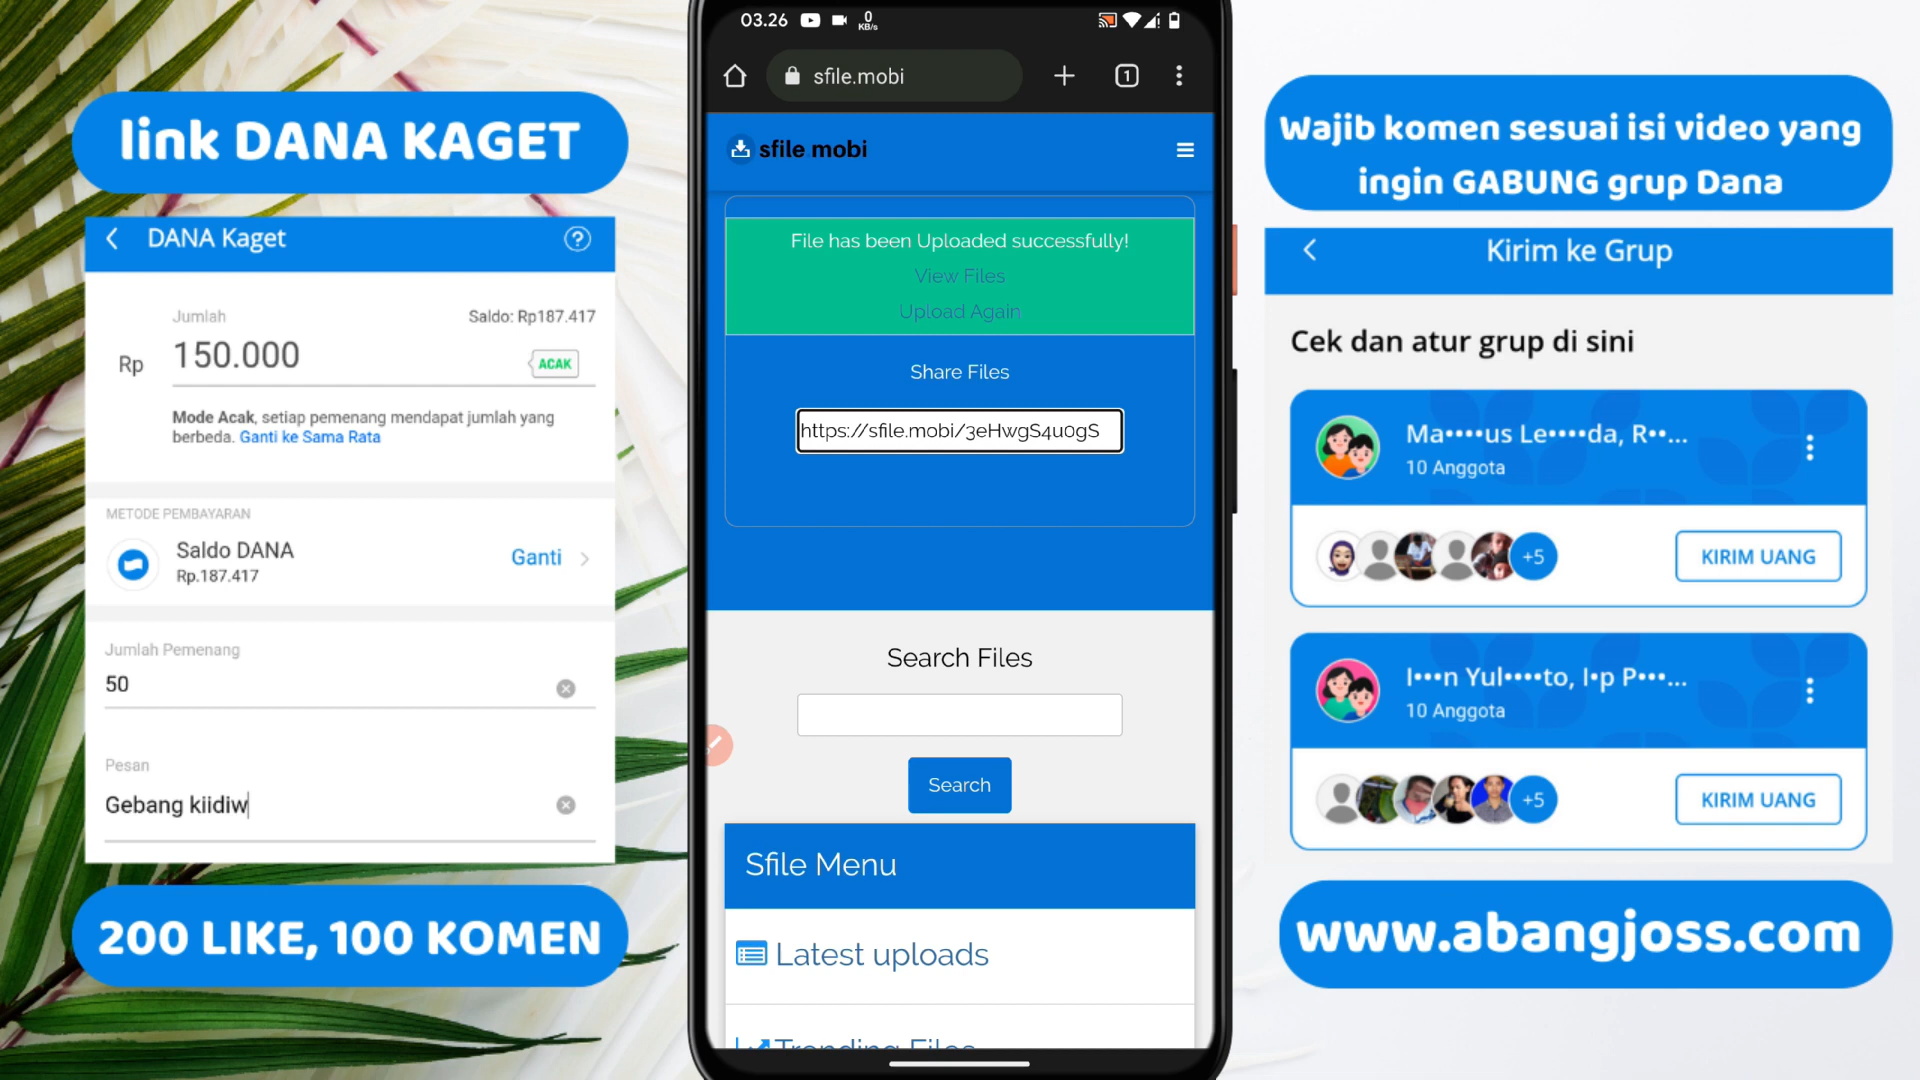 link DANA KAGET
DANA Kaget
Jumlah
Saldo: Rp187.417
Rp
150.000
ACAK
Mode Acak, setiap pemenang mendapat jumlah yang
berbeda. Ganti ke Sama Rata
METODE PEMBAYARAN
Saldo DANA
Rp.187.417
Ganti
Jumlah Pemenang
50
Pesan
Gebang kiidiw
200 LIKE, 100 KOMEN
03.26
0
KB/s
sfile.mobi
1
sfile mobi
File has been Uploaded successfully!
View Files
Upload Again
Share Files
https://sfile.mobi/3eHwgS4u0gS
Search Files
Search
Sfile Menu
Latest uploads
Trending Files
Wajib komen sesuai isi video yang
ingin GABUNG grup Dana
Kirim ke Grup
Cek dan atur grup di sini
Ma••••us Le••••da, R••...
10 Anggota
+5
KIRIM UANG
I•••n Yul••••to, I•p P•••...
10 Anggota
+5
KIRIM UANG
www.abangjoss.com